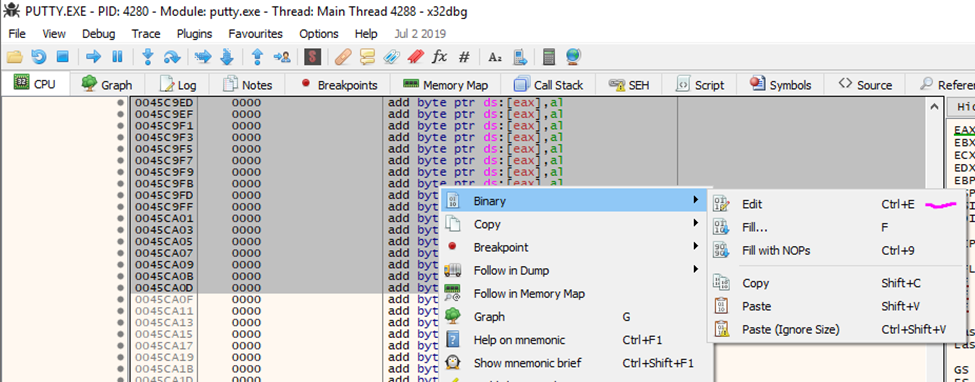 PUTTY.EXE - PID: 4280 - Module: putty.exe - Thread: Main Thread 4288 - x32dbg
File View Debug Trace Plugins Favourites Options Help Jul 2 2019
CPU Graph Log Notes Breakpoints Memory Map Call Stack SEH Script Symbols Source Referen
0045C9ED 0000 add byte ptr ds:[eax],al Hid
0045C9EF 0000 add byte ptr ds:[eax],al
0045C9F1 0000 add byte ptr ds:[eax],al EAX
0045C9F3 0000 add byte ptr ds:[eax],al EBX
0045C9F5 0000 add byte ptr ds:[eax],al ECX
0045C9F7 0000 add byte ptr ds:[eax],al EDX
0045C9F9 0000 add byte ptr ds:[eax],al EBP
0045C9FB 0000 add byte ptr ds:[eax],al
0045C9FD 0000 add byt
0045C9FF 0000 add byt
0045CA01 0000 add byt
0045CA03 0000 add byt
0045CA05 0000 add byt
0045CA07 0000 add byt
0045CA09 0000 add byt
0045CA0B 0000 add byt
0045CA0D 0000 add byt
0045CA0F 0000 add byt
0045CA11 0000 add byt
0045CA13 0000 add byt
0045CA15 0000 add byt
0045CA17 0000 add byt
0045CA19 0000 add byt
0045CA1B 0000 add byt
0045CA1D 0000 add byt
Binary
Copy
Breakpoint
Follow in Dump
Follow in Memory Map
Graph G
Help on mnemonic Ctrl+F1
Show mnemonic brief Ctrl+Shift+F1
Edit Ctrl+E
Fill... F
Fill with NOPs Ctrl+9
Copy Shift+C
Paste Shift+V
Paste (Ignore Size) Ctrl+Shift+V
GS